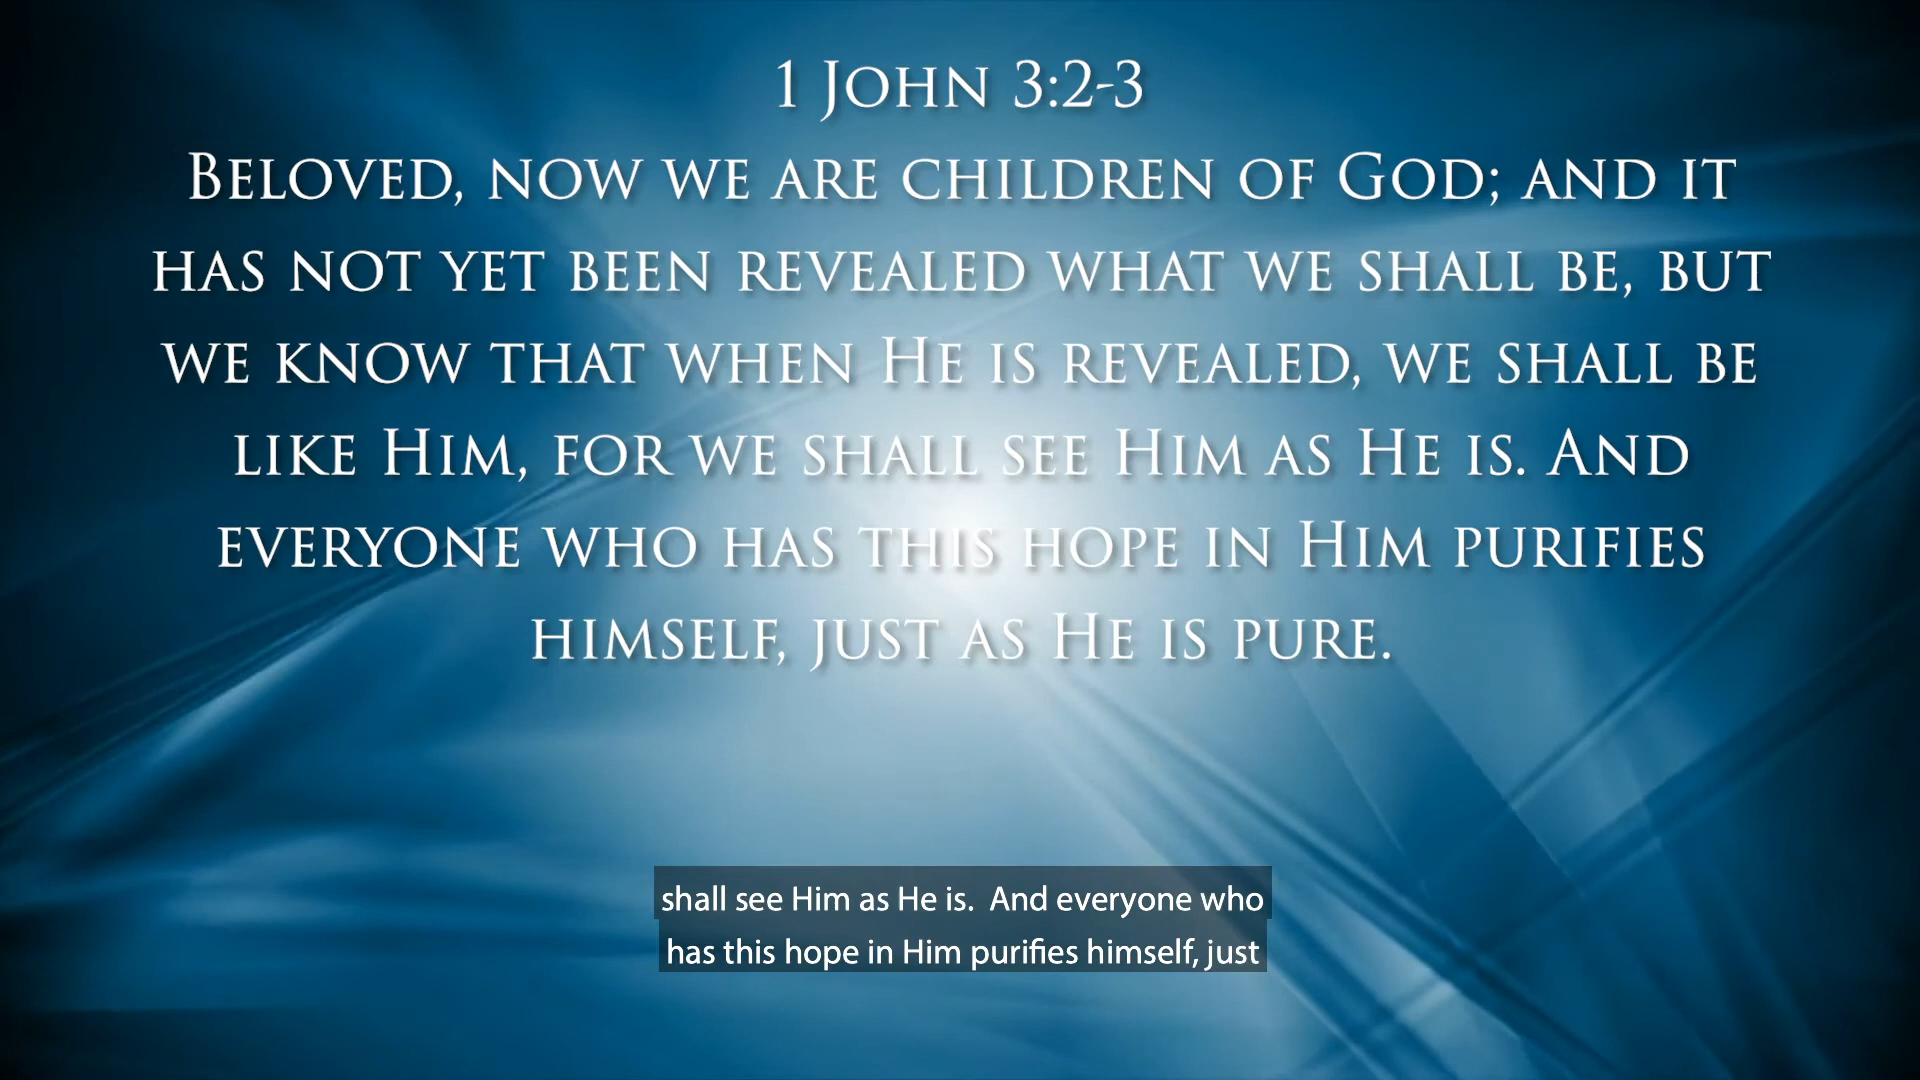 1 John 3:2-3
Beloved, now we are children of God; and it
has not yet been revealed what we shall be, but
we know that when He is revealed, we shall be
like Him, for we shall see Him as He is. And
everyone who has this hope in Him purifies
himself, just as He is pure.
shall see Him as He is.  And everyone who
has this hope in Him purifies himself, just